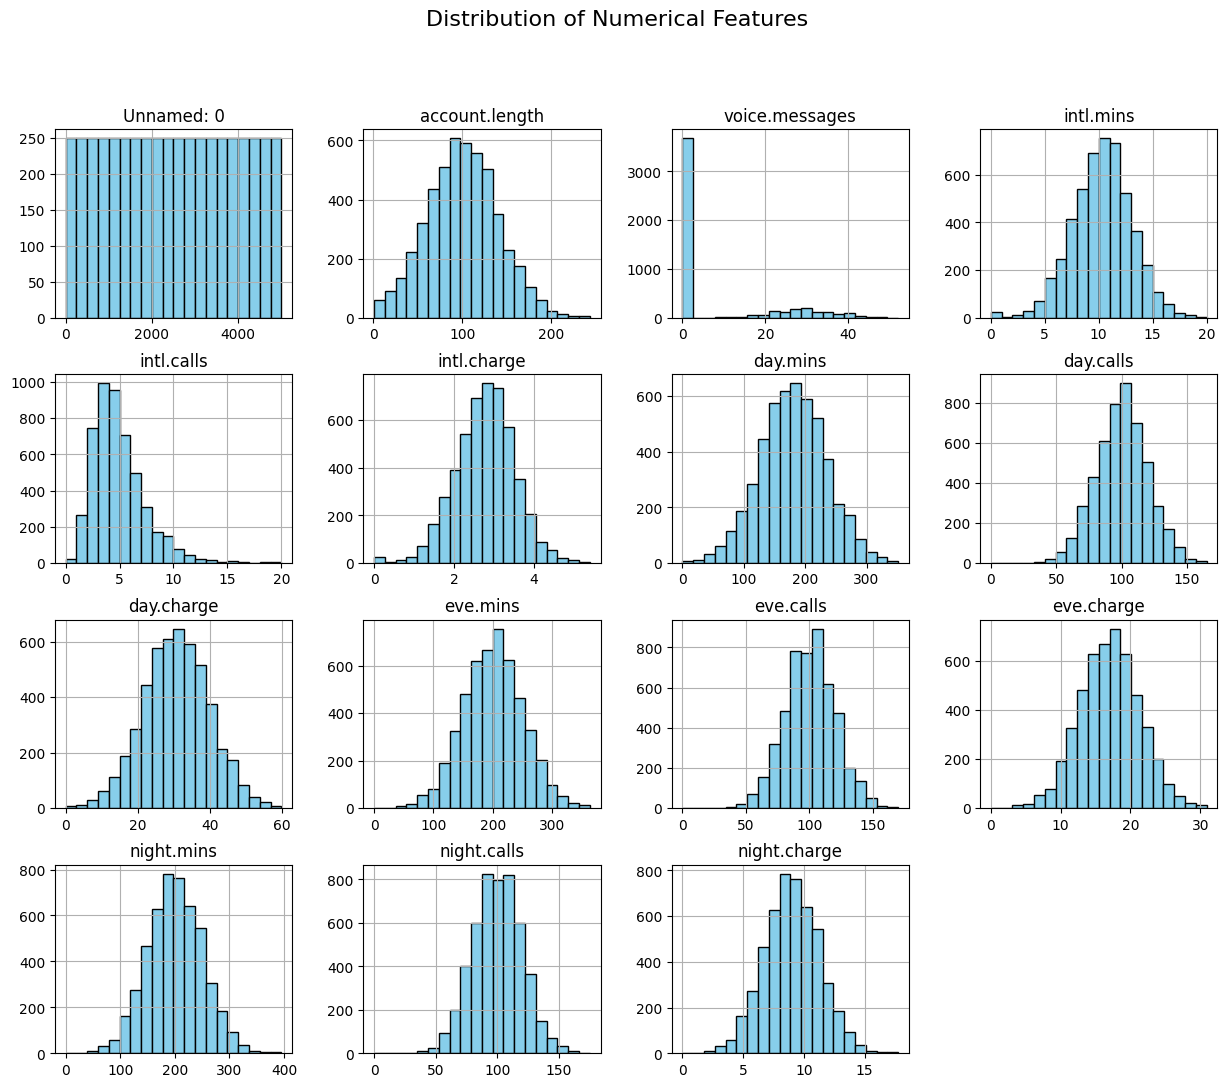 Distribution of Numerical Features
Unnamed: 0
250
200
150
100
50
0
0 2000 4000
account.length
600
400
200
0
0 100 200
voice.messages
3000
2000
1000
0
0 20 40
intl.mins
600
400
200
0
0 5 10 15 20
intl.calls
1000
800
600
400
200
0
0 5 10 15 20
intl.charge
600
400
200
0
0 2 4
day.mins
600
400
200
0
0 100 200 300
day.calls
800
600
400
200
0
0 50 100 150
day.charge
600
400
200
0
0 20 40 60
eve.mins
600
400
200
0
0 100 200 300
eve.calls
800
600
400
200
0
0 50 100 150
eve.charge
600
400
200
0
0 10 20 30
night.mins
800
600
400
200
0
0 100 200 300 400
night.calls
800
600
400
200
0
0 50 100 150
night.charge
800
600
400
200
0
0 5 10 15